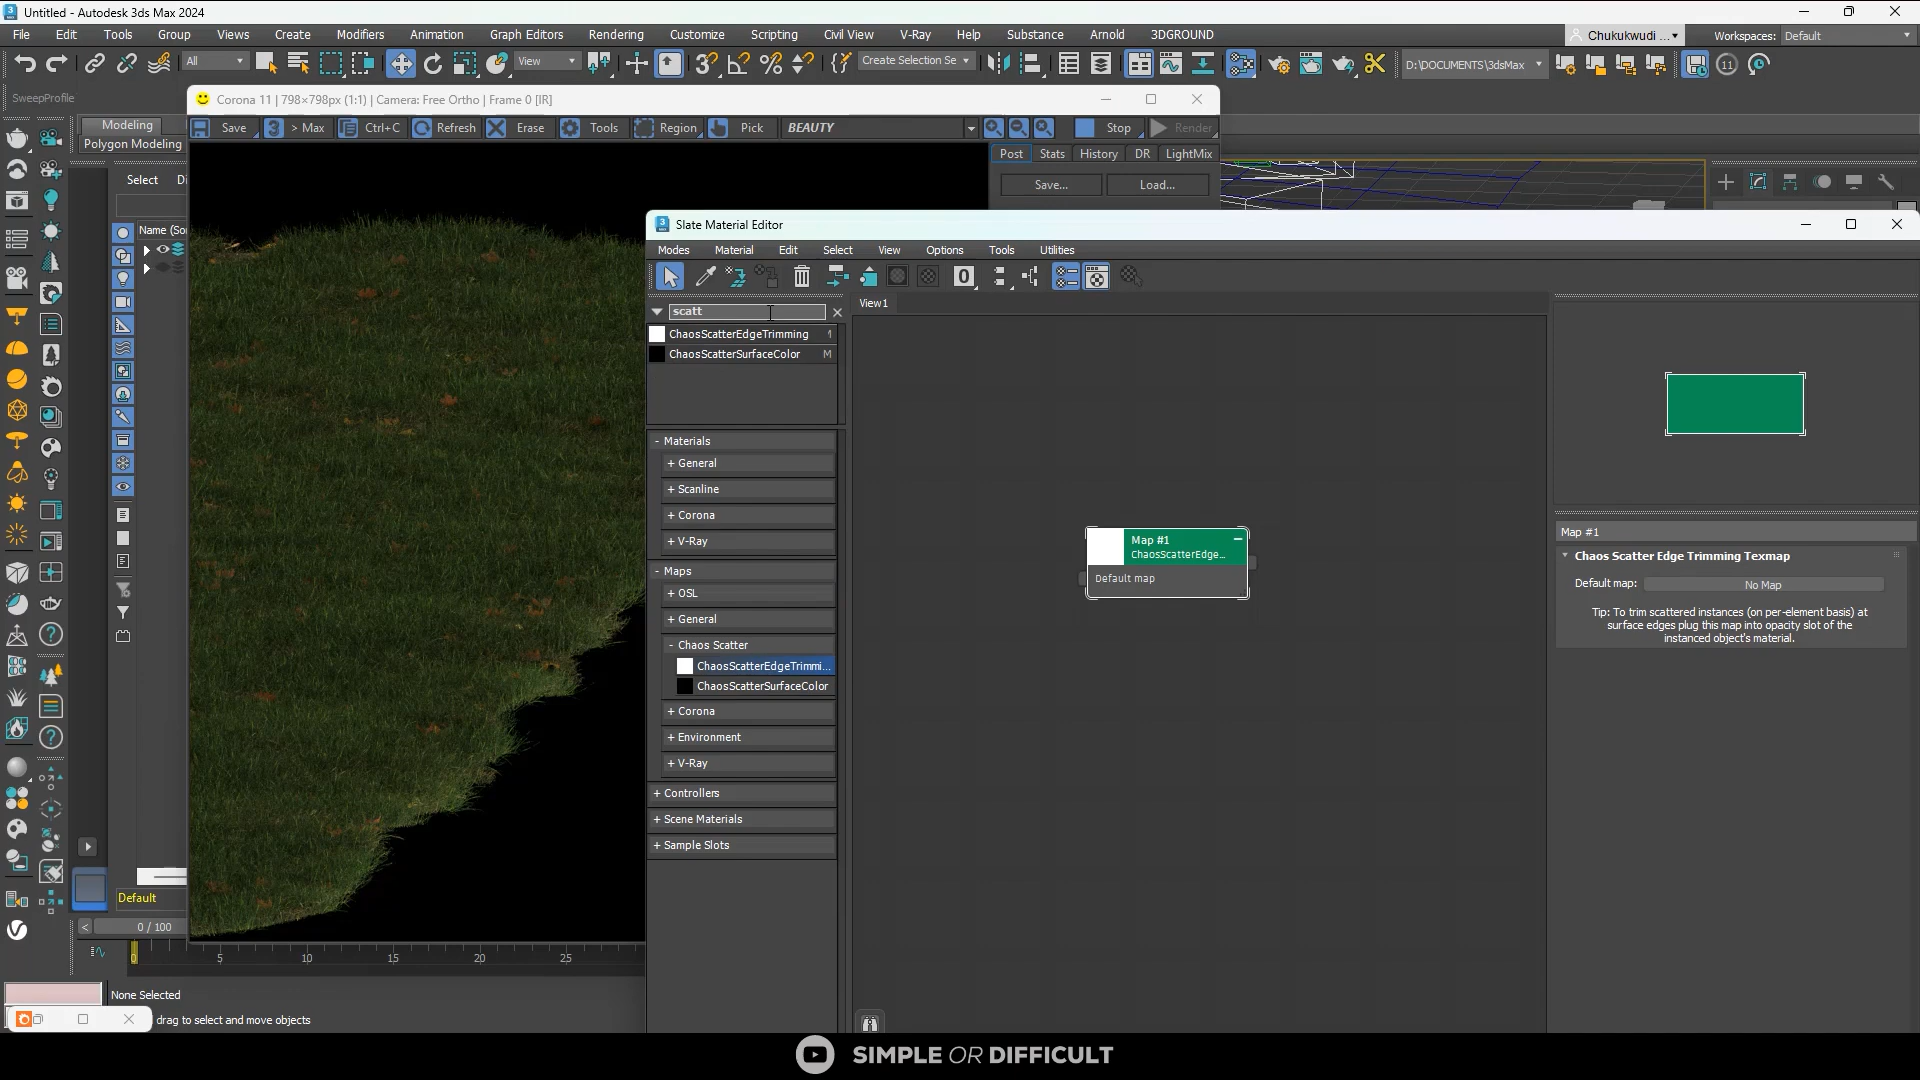 Untitled - Autodesk 3ds Max 2024
File Edit Tools Group Views Create Modifiers Animation Graph Editors Rendering Customize Scripting Civil View V-Ray Help Substance Arnold 3DGROUND
Chukukwudi ... Workspaces: Default
All View Create Selection Se D:\DOCUMENTS\3dsMax 11
SweepProfile
Corona 11 | 798×798px (1:1) | Camera: Free Ortho | Frame 0 [IR]
Modeling
Polygon Modeling
Save > Max Ctrl+C Refresh Erase Tools Region Pick BEAUTY Stop Render
Post Stats History DR LightMix
Save... Load...
Select Di
Name (So
Slate Material Editor
Modes Material Edit Select View Options Tools Utilities
scatt
View1
ChaosScatterEdgeTrimming
ChaosScatterSurfaceColor M
- Materials
+ General
+ Scanline
+ Corona
+ V-Ray
- Maps
+ OSL
+ General
- Chaos Scatter
ChaosScatterEdgeTrimmi...
ChaosScatterSurfaceColor
+ Corona
+ Environment
+ V-Ray
+ Controllers
+ Scene Materials
+ Sample Slots
Map #1
ChaosScatterEdge...
Default map
Map #1
Chaos Scatter Edge Trimming Texmap
Default map: No Map
Tip: To trim scattered instances (on per-element basis) at
surface edges plug this map into opacity slot of the
instanced object's material.
Default
0 / 100
0 5 10 15 20 25
None Selected
drag to select and move objects
SIMPLE OR DIFFICULT